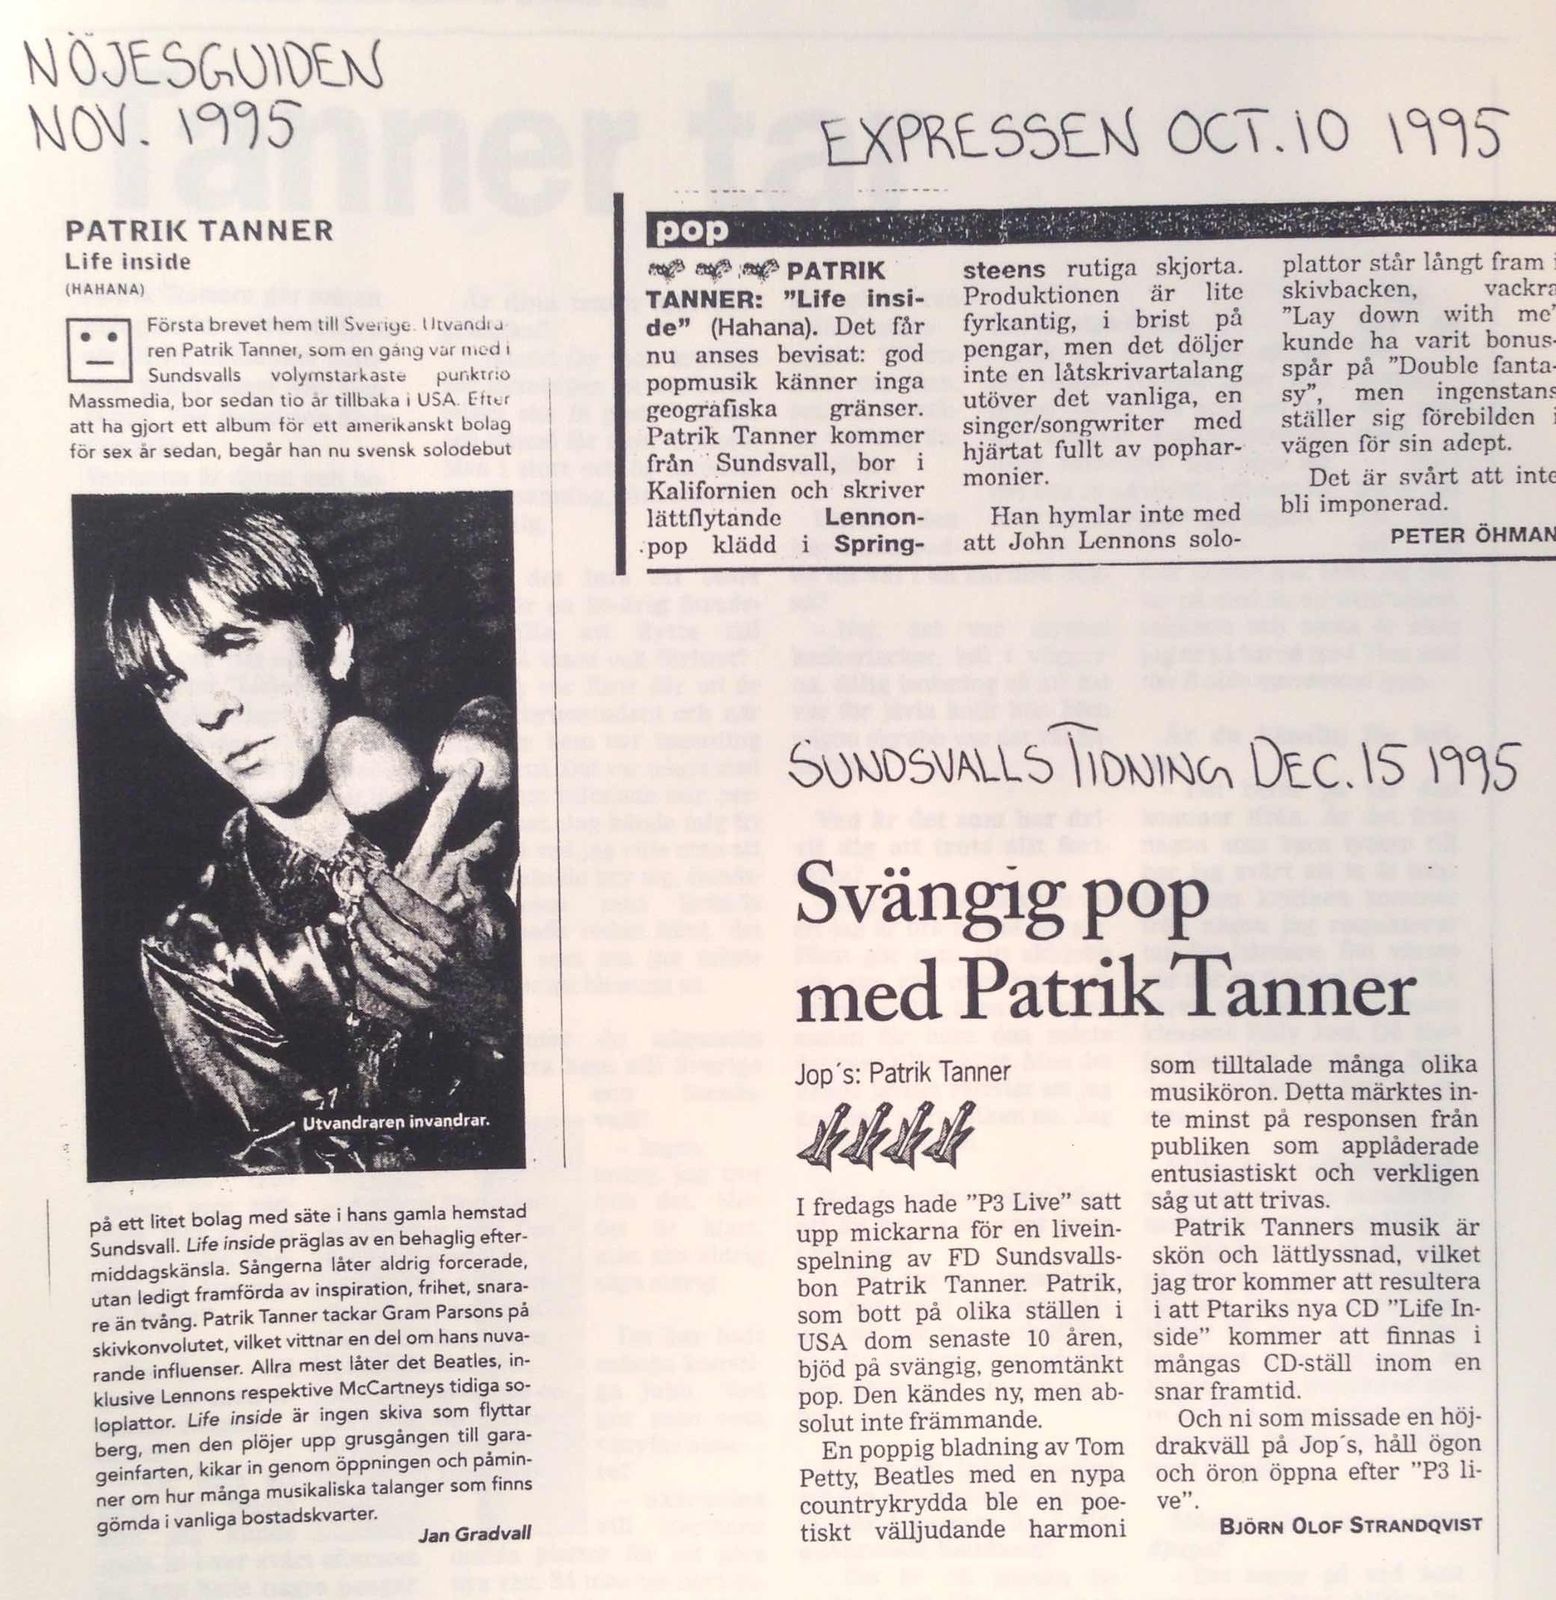 NÖJESGUIDEN
NOV. 1995
PATRIK TANNER
Life inside
(HAHANA)
Första brevet hem till Sverige. Utvandra
ren Patrik Tanner, som en gång var med i
Sundsvalls volymstarkaste punktrio
Massmedia, bor sedan tio år tillbaka i USA. Efter
att ha gjort ett album för ett amerikanskt bolag
för sex år sedan, begår han nu svensk solodebut
Utvandraren invandrar.
på ett litet bolag med säte i hans gamla hemstad
Sundsvall. Life inside präglas av en behaglig efter-
middagskänsla. Sångerna låter aldrig forcerade,
utan ledigt framförda av inspiration, frihet, snara-
re än tvång. Patrik Tanner tackar Gram Parsons på
skivkonvolutet, vilket vittnar en del om hans nuva-
rande influenser. Allra mest låter det Beatles, in-
klusive Lennons respektive McCartneys tidiga so-
loplattor. Life inside är ingen skiva som flyttar
berg, men den plöjer upp grusgången till gara-
geinfarten, kikar in genom öppningen och påmin-
ner om hur många musikaliska talanger som finns
gömda i vanliga bostadskvarter.
Jan Gradvall
EXPRESSEN OCT. 10 1995
pop
PATRIK
TANNER: "Life insi-
de" (Hahana). Det får
nu anses bevisat: god
popmusik känner inga
geografiska gränser.
Patrik Tanner kommer
från Sundsvall, bor i
Kalifornien och skriver
lättflytande Lennon-
pop klädd i Spring-
steens rutiga skjorta.
Produktionen är lite
fyrkantig, i brist på
pengar, men det döljer
inte en låtskrivartalang
utöver det vanliga, en
singer/songwriter med
hjärtat fullt av pophar-
monier.
Han hymlar inte med
att John Lennons solo-
plattor står långt fram i
skivbacken, vackra
"Lay down with me"
kunde ha varit bonus-
spår på "Double fanta-
sy", men ingenstans
ställer sig förebilden i
vägen för sin adept.
Det är svårt att inte
bli imponerad.
PETER ÖHMAN
SUNDSVALLS TIDNING DEC. 15 1995
Svängig pop
med Patrik Tanner
Jop´s: Patrik Tanner
I fredags hade "P3 Live" satt
upp mickarna för en livein-
spelning av FD Sundsvalls-
bon Patrik Tanner. Patrik,
som bott på olika ställen i
USA dom senaste 10 åren,
bjöd på svängig, genomtänkt
pop. Den kändes ny, men ab-
solut inte främmande.
En poppig bladning av Tom
Petty, Beatles med en nypa
countrykrydda ble en poe-
tiskt välljudande harmoni
som tilltalade många olika
musiköron. Detta märktes in-
te minst på responsen från
publiken som applåderade
entusiastiskt och verkligen
såg ut att trivas.
Patrik Tanners musik är
skön och lättlyssnad, vilket
jag tror kommer att resultera
i att Ptariks nya CD "Life In-
side" kommer att finnas i
mångas CD-ställ inom en
snar framtid.
Och ni som missade en höj-
drakväll på Jop´s, håll ögon
och öron öppna efter "P3 li-
ve".
BJÖRN OLOF STRANDQVIST